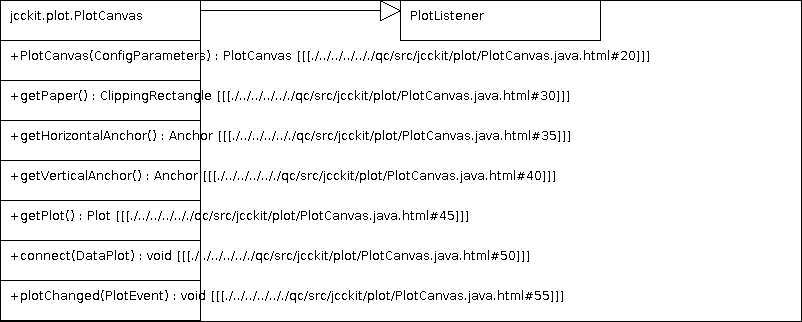 jcckit.plot.PlotCanvas
PlotListener
+PlotCanvas(ConfigParameters) : PlotCanvas [[[./../../../../../qc/src/jcckit/plot/PlotCanvas.java.html#20]]]
+getPaper() : ClippingRectangle [[[./../../../../../qc/src/jcckit/plot/PlotCanvas.java.html#30]]]
+getHorizontalAnchor() : Anchor [[[./../../../../../qc/src/jcckit/plot/PlotCanvas.java.html#35]]]
+getVerticalAnchor() : Anchor [[[./../../../../../qc/src/jcckit/plot/PlotCanvas.java.html#40]]]
+getPlot() : Plot [[[./../../../../../qc/src/jcckit/plot/PlotCanvas.java.html#45]]]
+connect(DataPlot) : void [[[./../../../../../qc/src/jcckit/plot/PlotCanvas.java.html#50]]]
+plotChanged(PlotEvent) : void [[[./../../../../../qc/src/jcckit/plot/PlotCanvas.java.html#55]]]